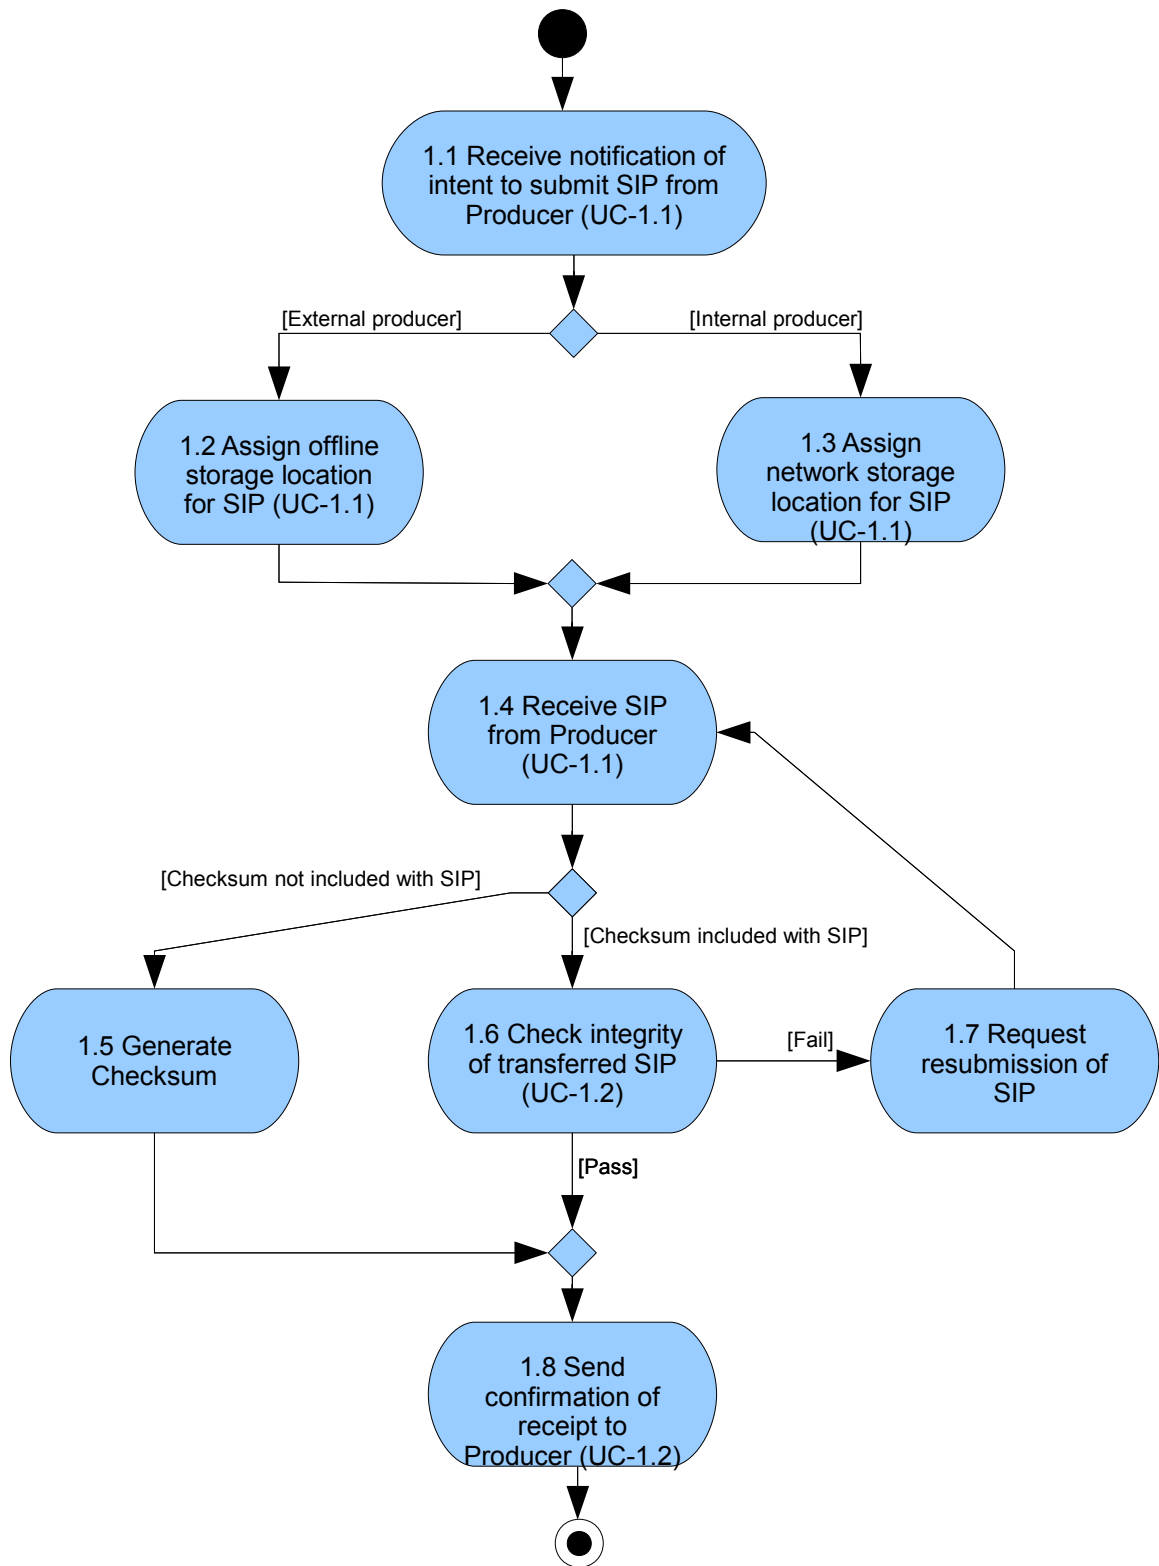 1.1 Receive notification of
intent to submit SIP from
Producer (UC-1.1)
[External producer]
[Internal producer]
1.2 Assign offline
storage location
for SIP (UC-1.1)
1.3 Assign
network storage
location for SIP
(UC-1.1)
1.4 Receive SIP
from Producer
(UC-1.1)
[Checksum not included with SIP]
[Checksum included with SIP]
1.5 Generate
Checksum
1.6 Check integrity
of transferred SIP
(UC-1.2)
[Fail]
1.7 Request
resubmission of
SIP
[Pass]
1.8 Send
confirmation of
receipt to
Producer (UC-1.2)